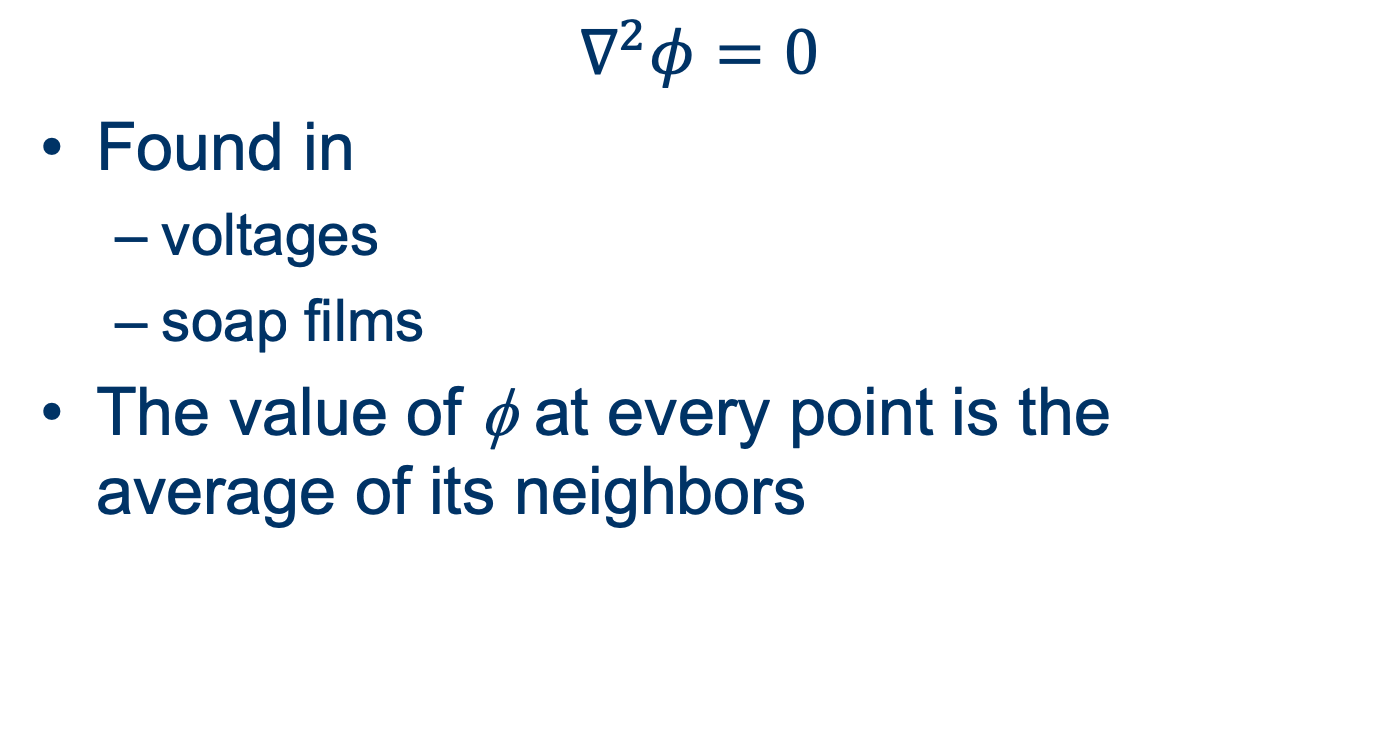 ∇²ϕ = 0
• Found in
– voltages
– soap films
• The value of ϕ at every point is the
average of its neighbors